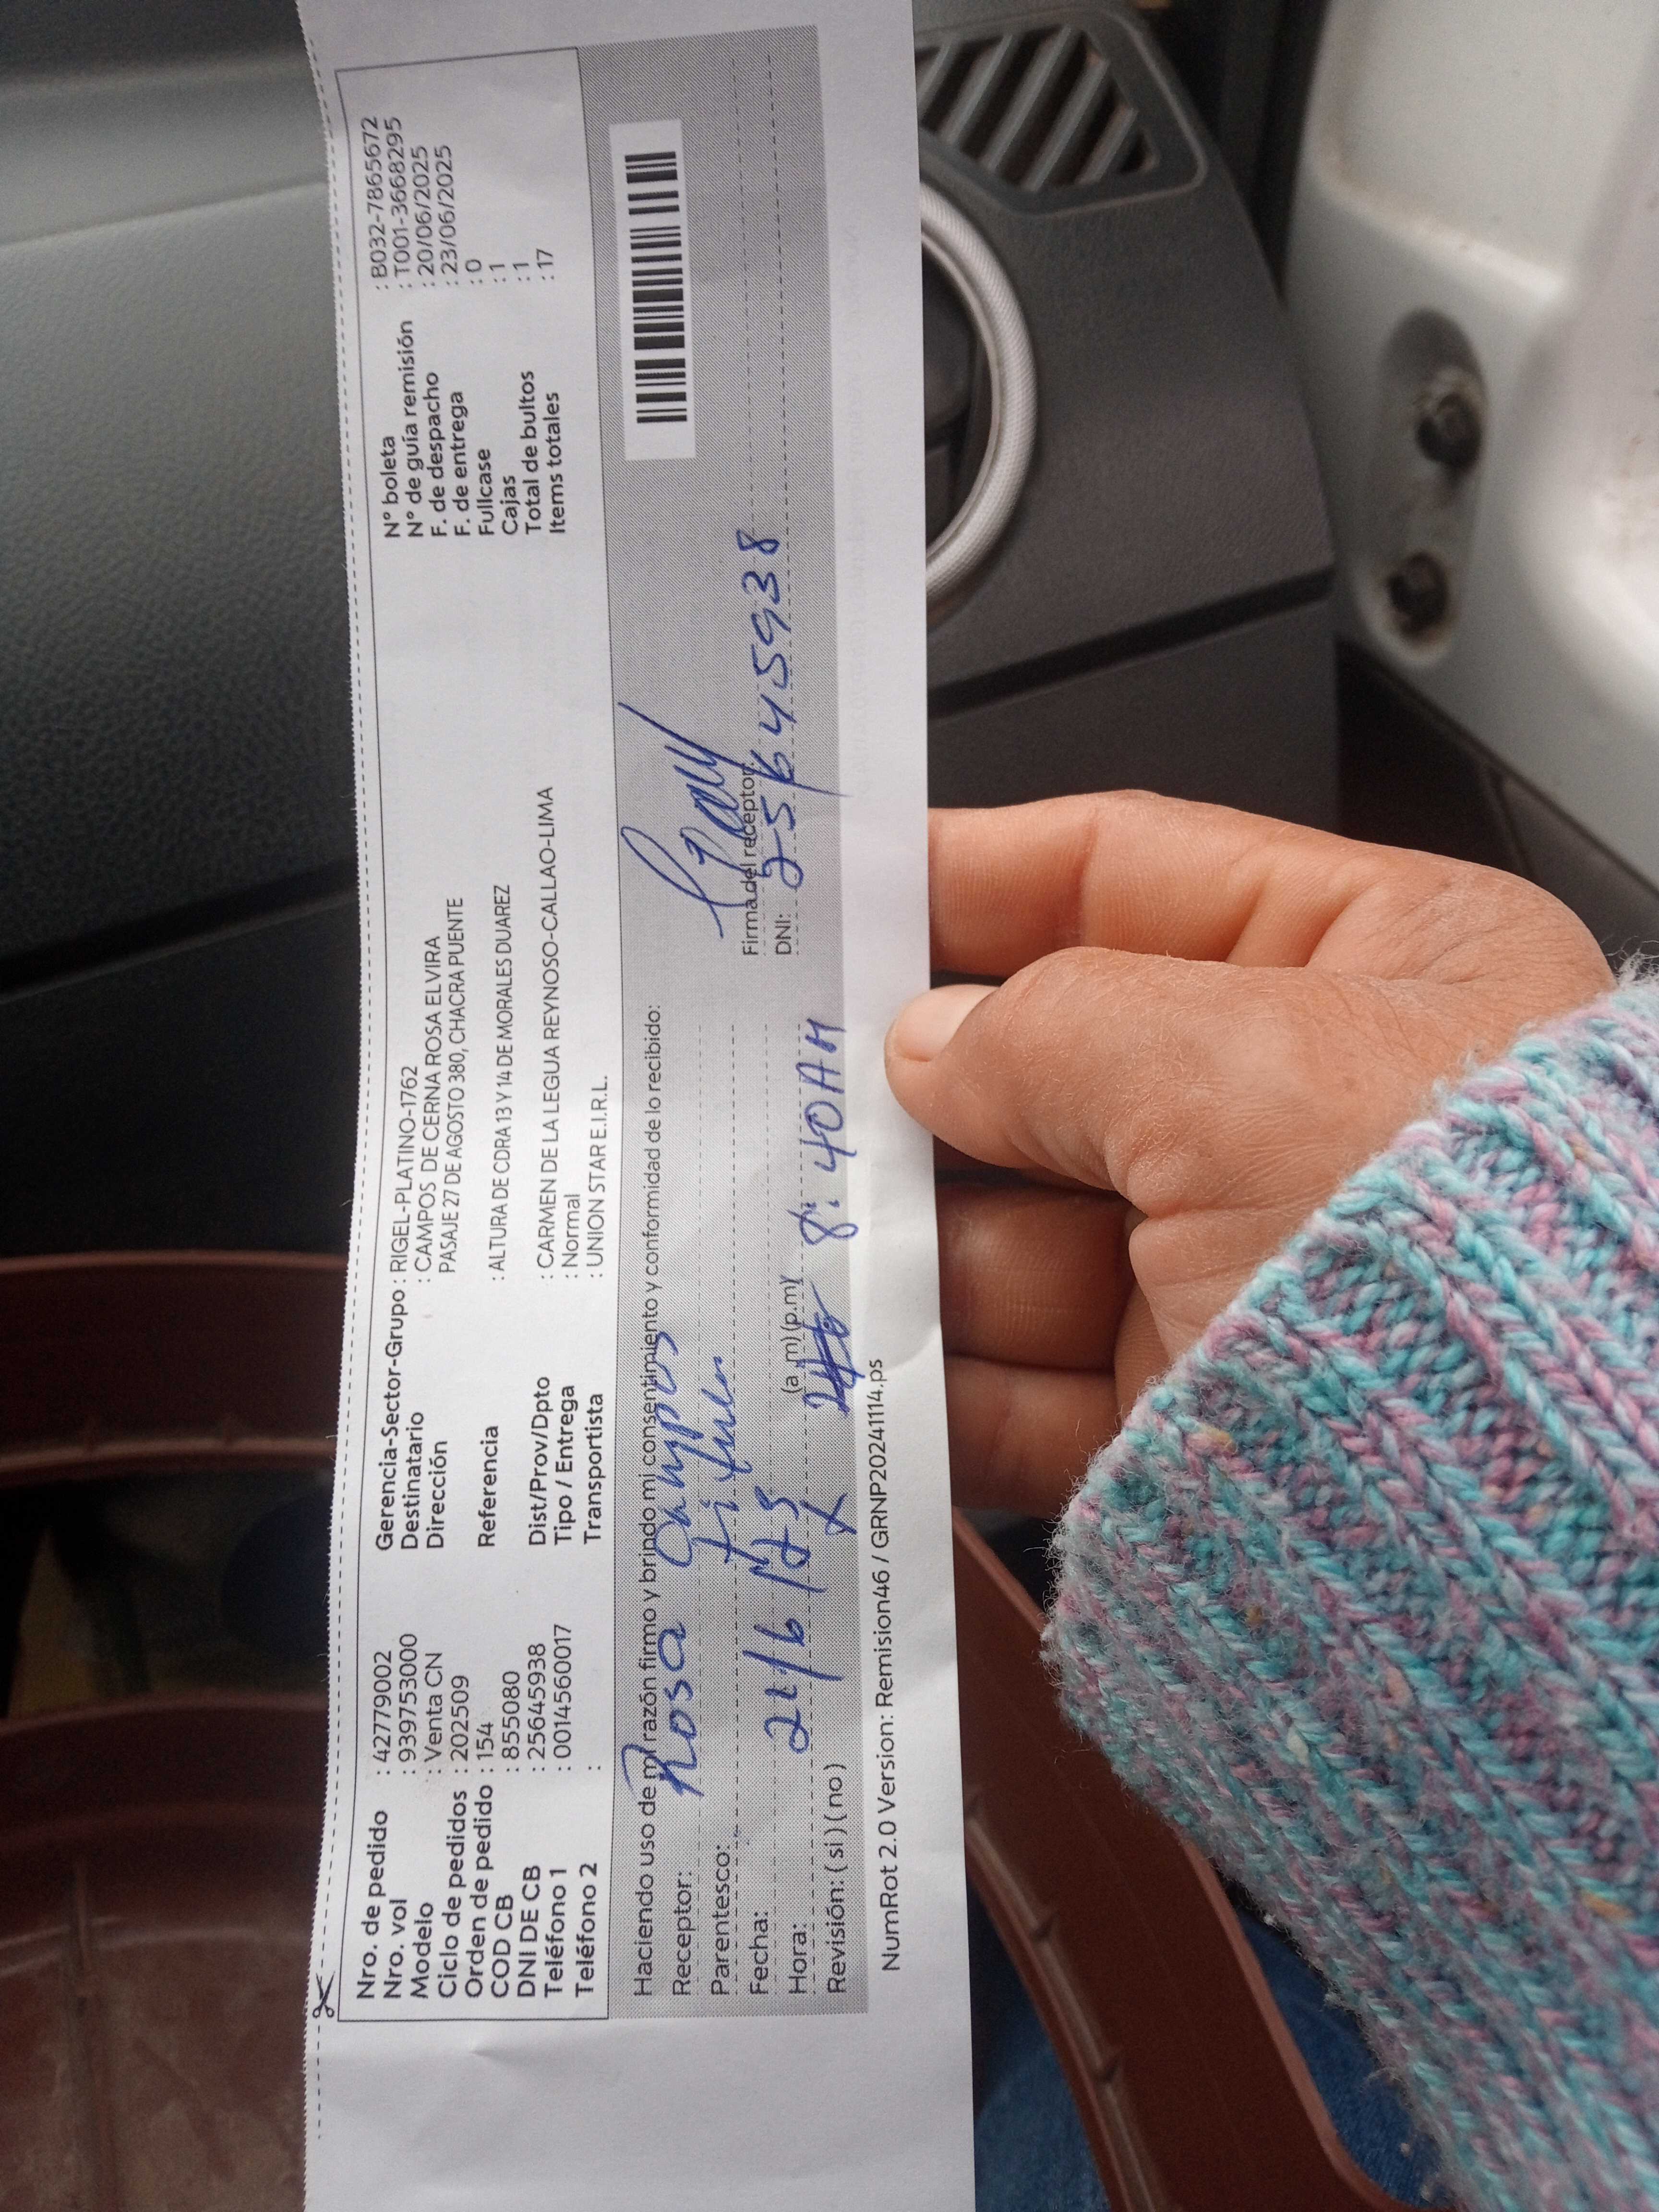 Nro. de pedido : 42779002
Nro. vol : 939753000
Modelo : Venta CN
Ciclo de pedidos : 202509
Orden de pedido : 154
COD CB : 855080
DNI DE CB : 25645938
Teléfono 1 : 0014560017
Teléfono 2 :
Gerencia-Sector-Grupo : RIGEL-PLATINO-1762
Destinatario : CAMPOS DE CERNA ROSA ELVIRA
Dirección PASAJE 27 DE AGOSTO 380, CHACRA PUENTE
Referencia : ALTURA DE CDRA 13 Y 14 DE MORALES DUAREZ
Dist/Prov/Dpto : CARMEN DE LA LEGUA REYNOSO-CALLAO-LIMA
Tipo / Entrega : Normal
Transportista : UNION STAR E.I.R.L.
N° boleta : B032-7865672
N° de guía remisión : T001-3668295
F. de despacho : 20/06/2025
F. de entrega : 23/06/2025
Fullcase : 0
Cajas : 1
Total de bultos : 1
Items totales : 17
Haciendo uso de mi razón firmo y brindo mi consentimiento y conformidad de lo recibido:
Receptor: Rosa Campos
Parentesco: Titular
Fecha:
Hora: (a.m) (p.m) 8:40AM
Revisión: ( si ) ( no )
Firma del receptor
DNI: 25645938
NumRot 2.0 Version: Remision46 / GRNP20241114.ps